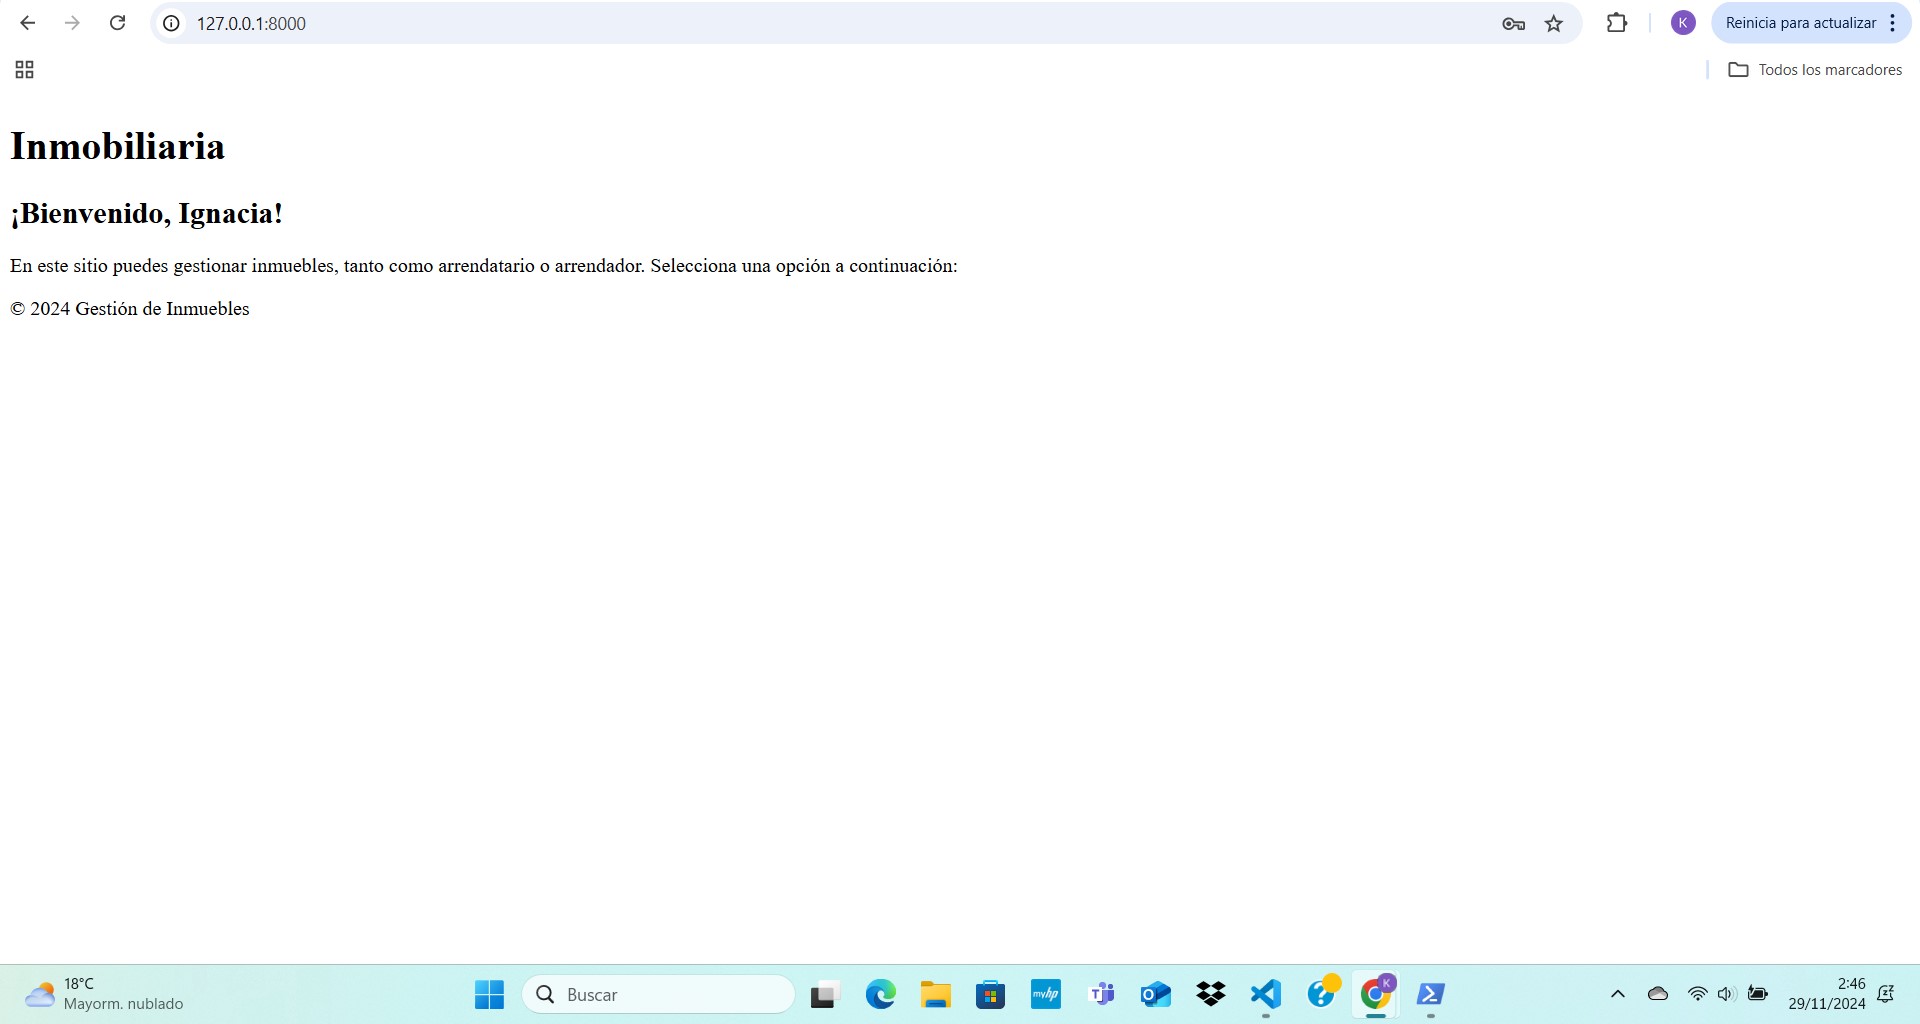 127.0.0.1:8000
K
Reinicia para actualizar
Todos los marcadores
Inmobiliaria
¡Bienvenido, Ignacia!
En este sitio puedes gestionar inmuebles, tanto como arrendatario o arrendador. Selecciona una opción a continuación:
© 2024 Gestión de Inmuebles
18°C
Mayorm. nublado
Buscar
myhp
K
2:46
29/11/2024